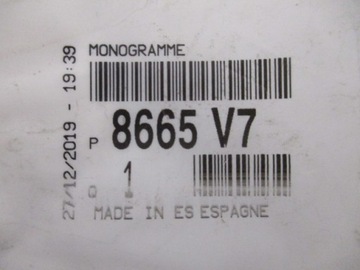 MONOGRAMME
P 8665 V7
Q 1
MADE IN ES ESPAGNE
27/12/2019 - 19:39